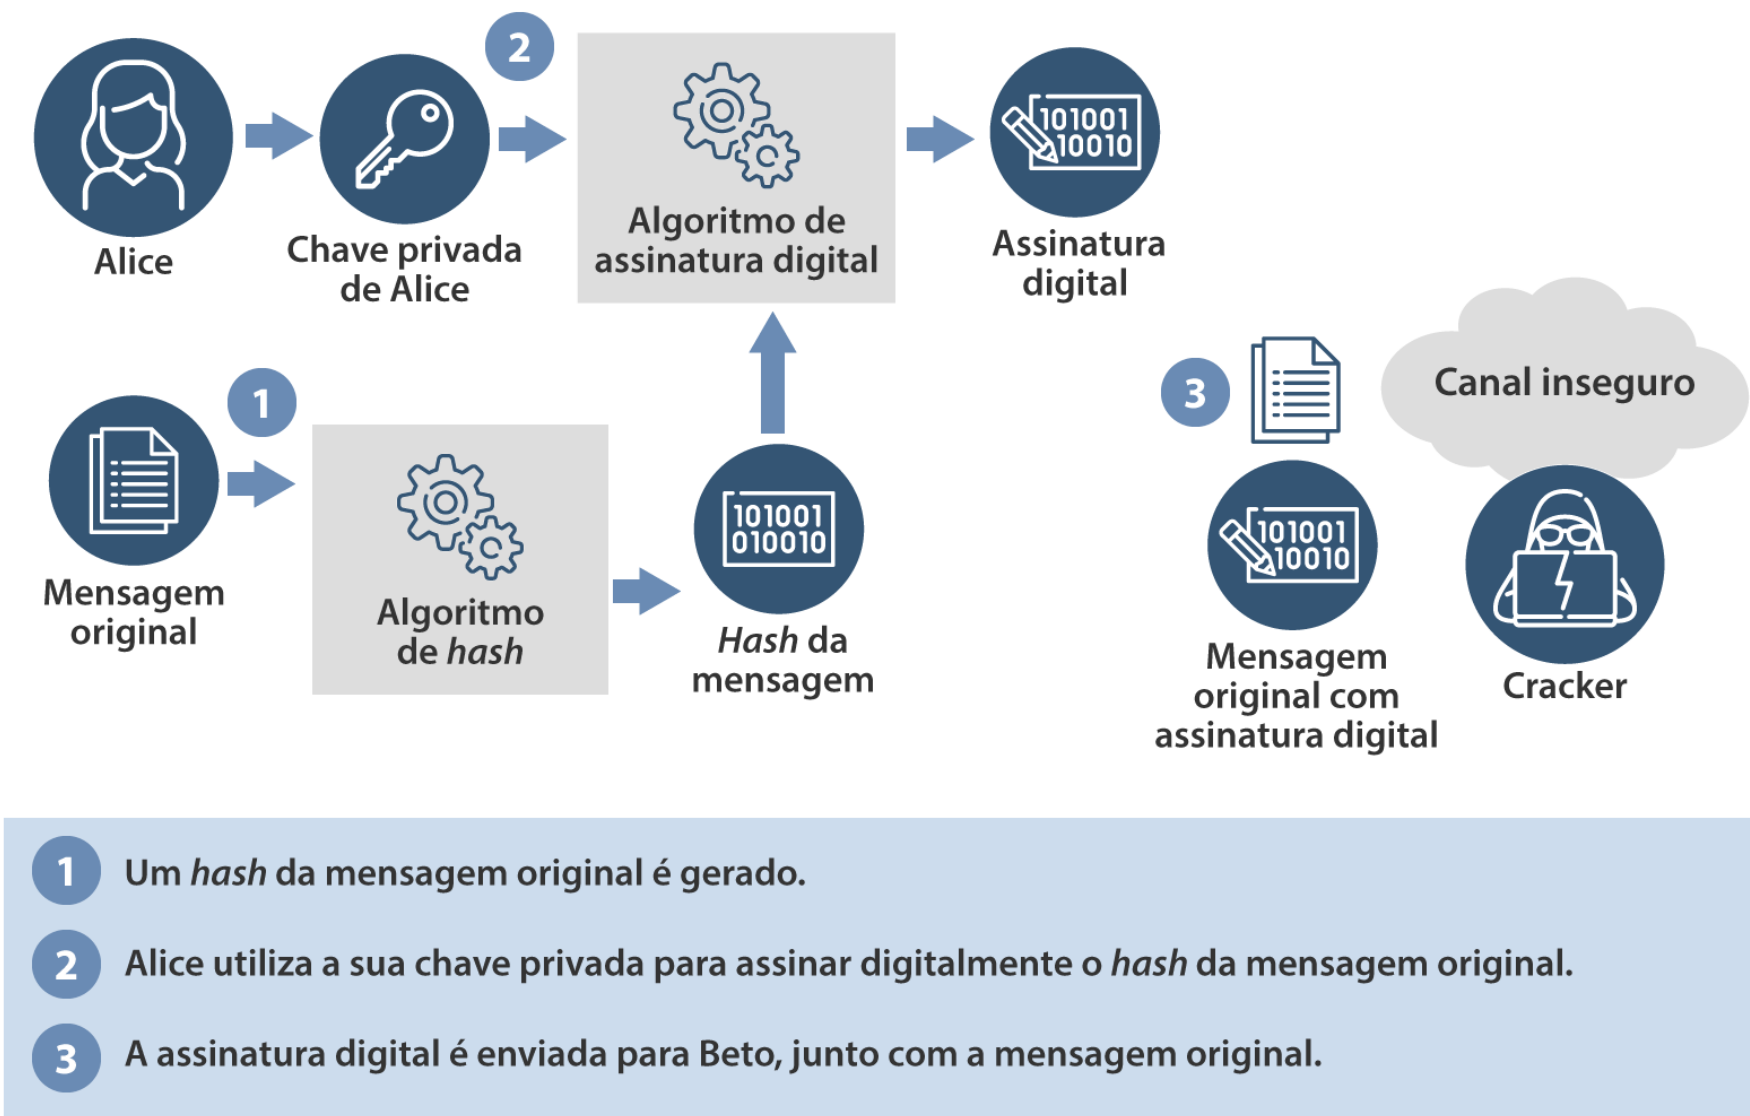 2
101001
10010
Alice
Chave privada
de Alice
Algoritmo de
assinatura digital
Assinatura
digital
1
3
Canal inseguro
Mensagem
original
Algoritmo
de hash
101001
010010
Hash da
mensagem
101001
10010
Mensagem
original com
assinatura digital
Cracker
1 Um hash da mensagem original é gerado.
2 Alice utiliza a sua chave privada para assinar digitalmente o hash da mensagem original.
3 A assinatura digital é enviada para Beto, junto com a mensagem original.